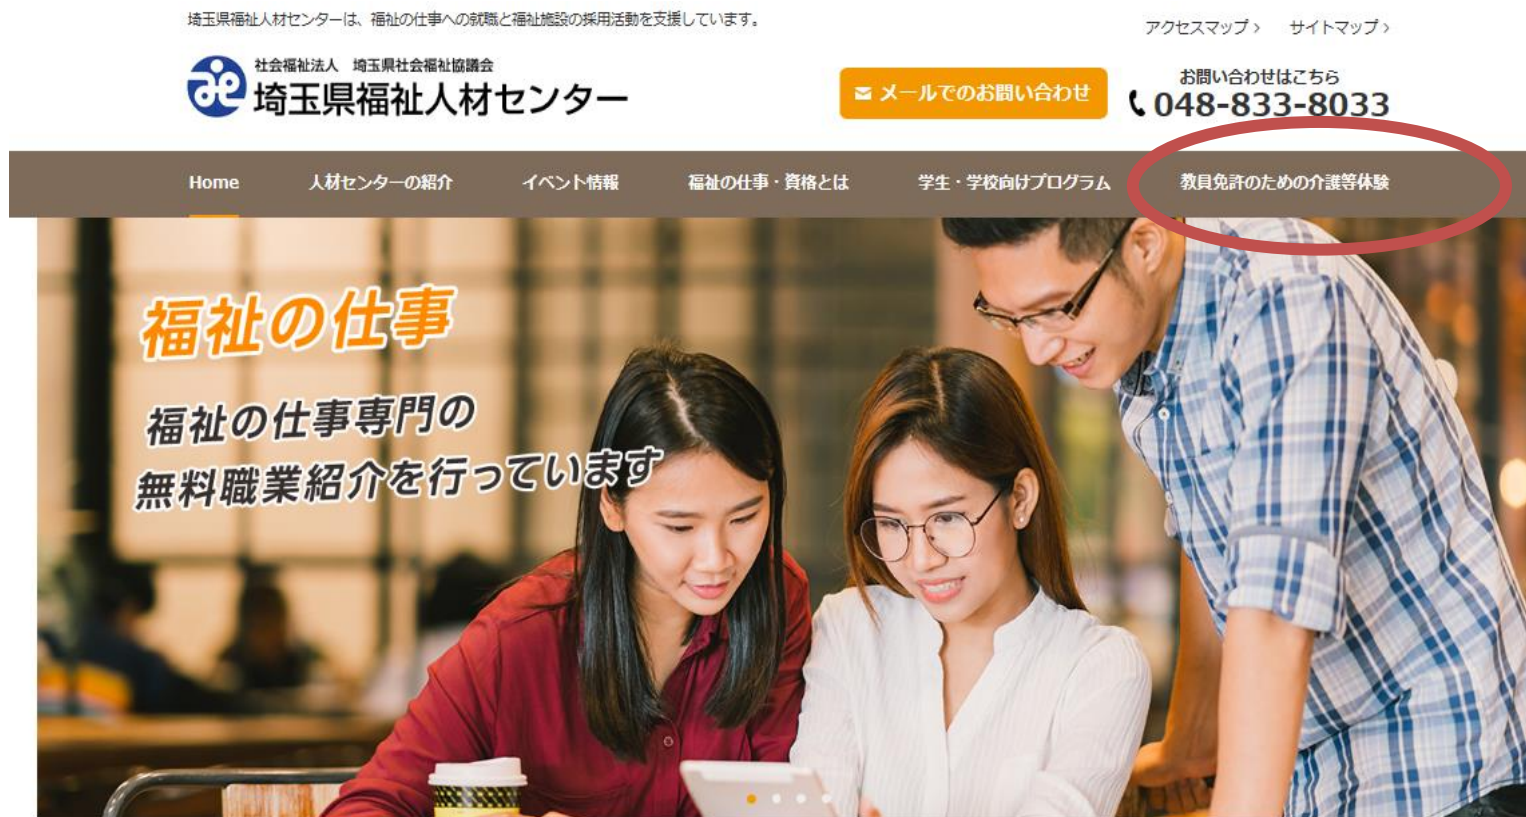 埼玉県福祉人材センターは、福祉の仕事への就職と福祉施設の採用活動を支援しています。
アクセスマップ › サイトマップ ›
社会福祉法人　埼玉県社会福祉協議会
埼玉県福祉人材センター
メールでのお問い合わせ
お問い合わせはこちら
048-833-8033
Home 人材センターの紹介 イベント情報 福祉の仕事・資格とは 学生・学校向けプログラム 教員免許のための介護等体験
福祉の仕事
福祉の仕事専門の
無料職業紹介を行っています